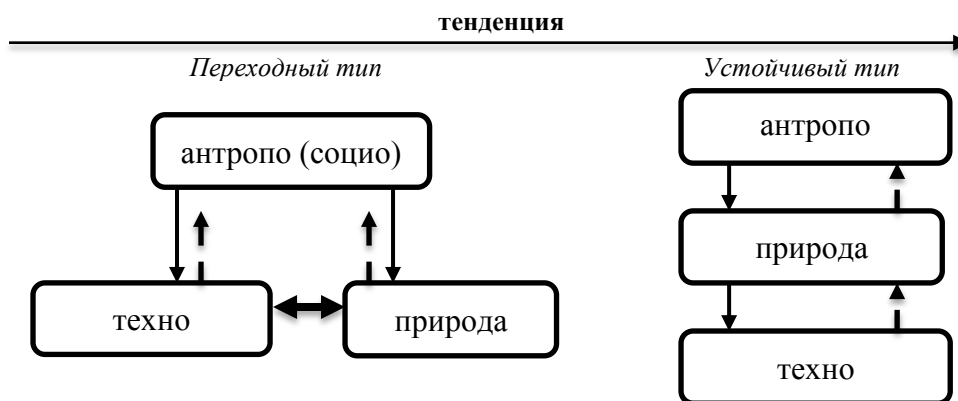 тенденция
Переходный тип
Устойчивый тип
антропо (социо)
техно
природа
антропо
природа
техно